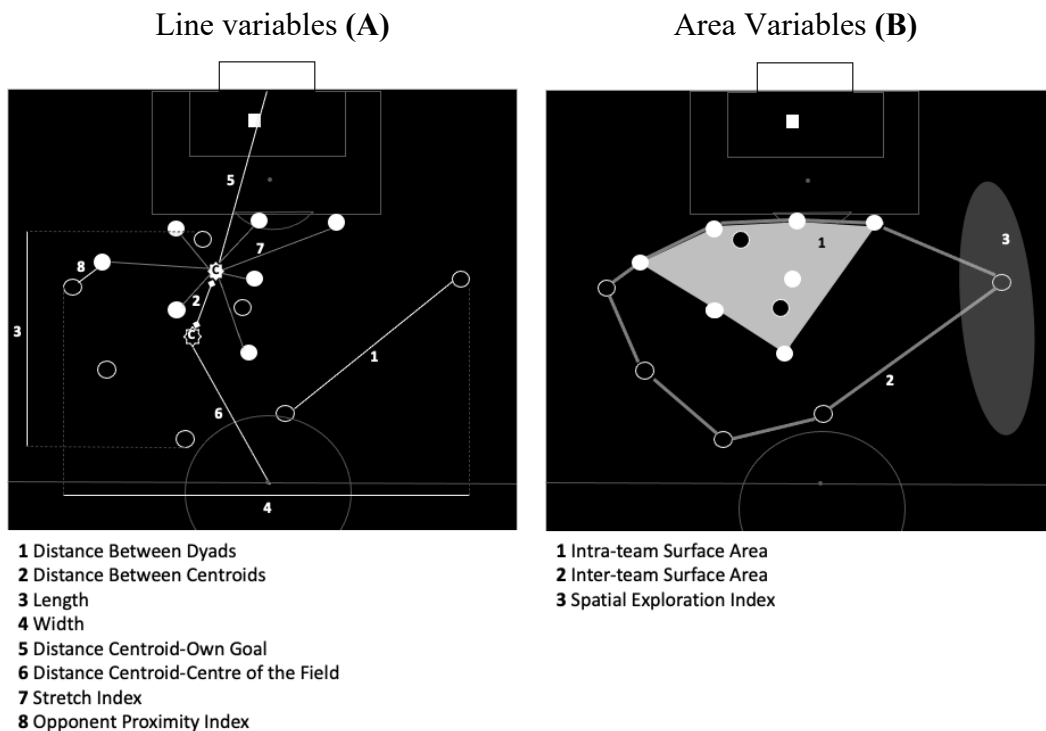 Line variables (A)
5
7
8
C
2
C
3
1
6
4
1 Distance Between Dyads
2 Distance Between Centroids
3 Length
4 Width
5 Distance Centroid-Own Goal
6 Distance Centroid-Centre of the Field
7 Stretch Index
8 Opponent Proximity Index
Area Variables (B)
1
3
2
1 Intra-team Surface Area
2 Inter-team Surface Area
3 Spatial Exploration Index